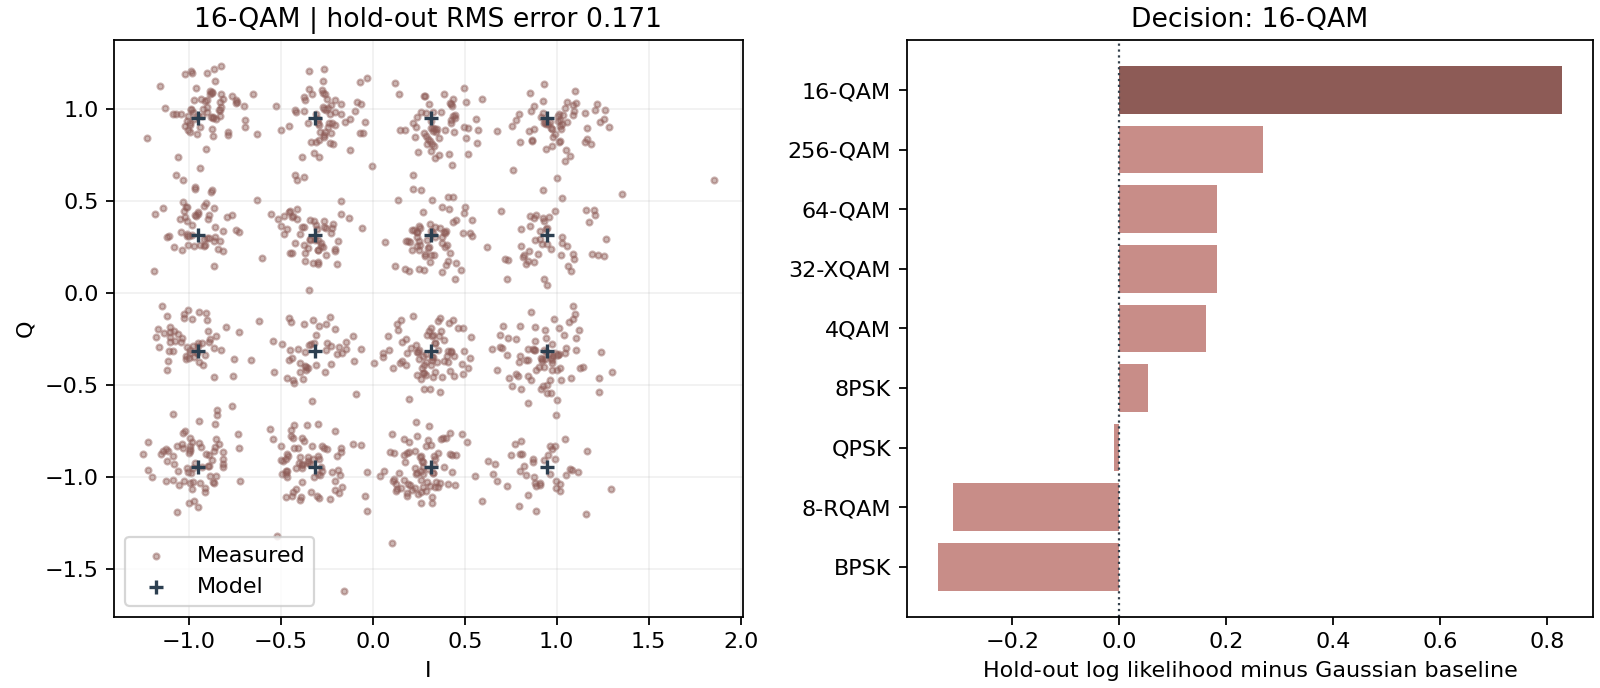 16-QAM | hold-out RMS error 0.171
1.0
0.5
0.0
−0.5
−1.0
−1.5
Q
Measured
Model
−1.0 −0.5 0.0 0.5 1.0 1.5 2.0
I
Decision: 16-QAM
16-QAM
256-QAM
64-QAM
32-XQAM
4QAM
8PSK
QPSK
8-RQAM
BPSK
−0.2 0.0 0.2 0.4 0.6 0.8
Hold-out log likelihood minus Gaussian baseline